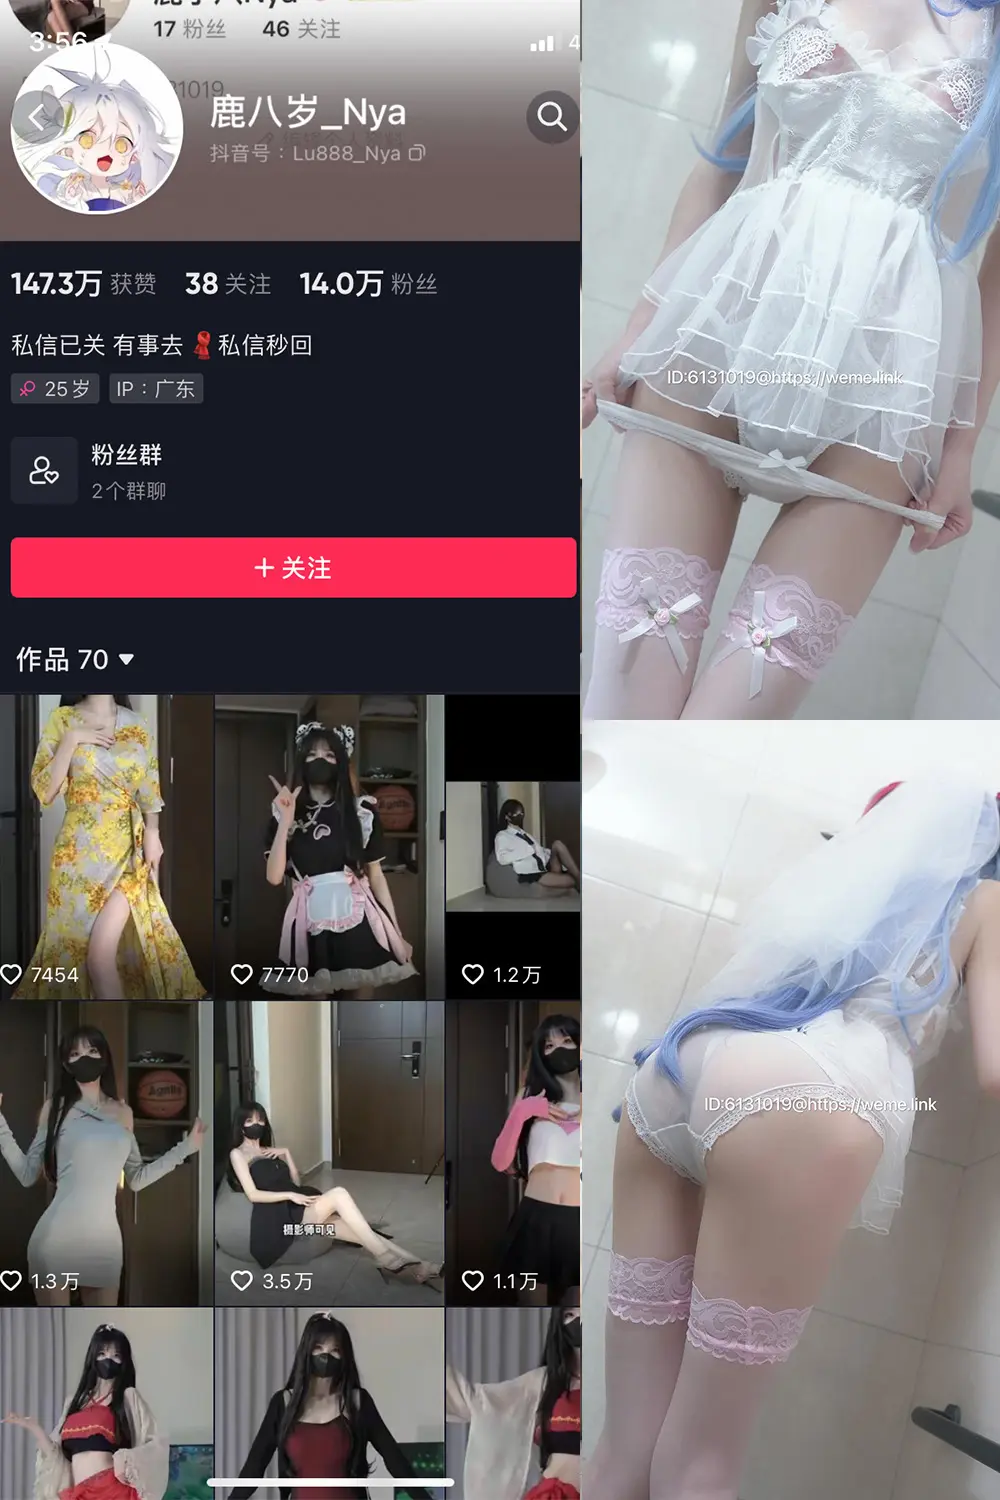 17 粉丝 46 关注
3:56
鹿八岁_Nya
抖音号：Lu888_Nya
147.3万 获赞 38 关注 14.0万 粉丝
私信已关 有事去 私信秒回
25岁 IP：广东
粉丝群
2个群聊
+ 关注
作品 70
7454
7770
1.2万
1.3万
摄影师可见
3.5万
1.1万
ID:6131019@https://weme.link
ID:6131019@https://weme.link